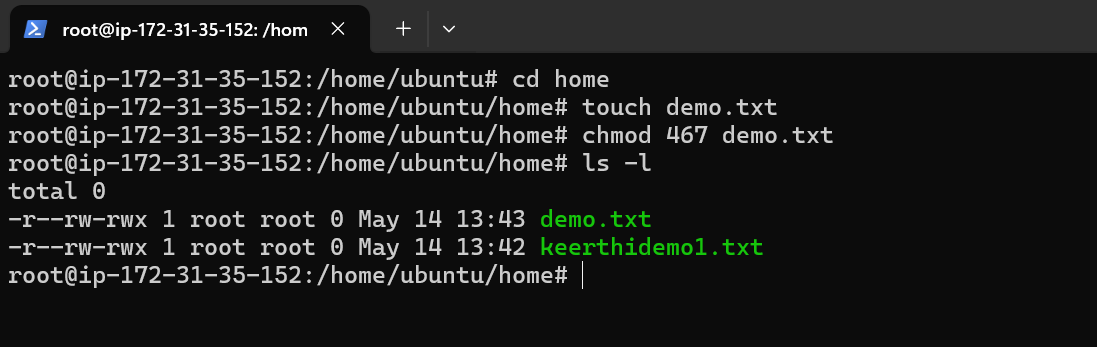 root@ip-172-31-35-152: /hom
root@ip-172-31-35-152:/home/ubuntu# cd home
root@ip-172-31-35-152:/home/ubuntu/home# touch demo.txt
root@ip-172-31-35-152:/home/ubuntu/home# chmod 467 demo.txt
root@ip-172-31-35-152:/home/ubuntu/home# ls -l
total 0
-r--rw-rwx 1 root root 0 May 14 13:43 demo.txt
-r--rw-rwx 1 root root 0 May 14 13:42 keerthidemo1.txt
root@ip-172-31-35-152:/home/ubuntu/home#